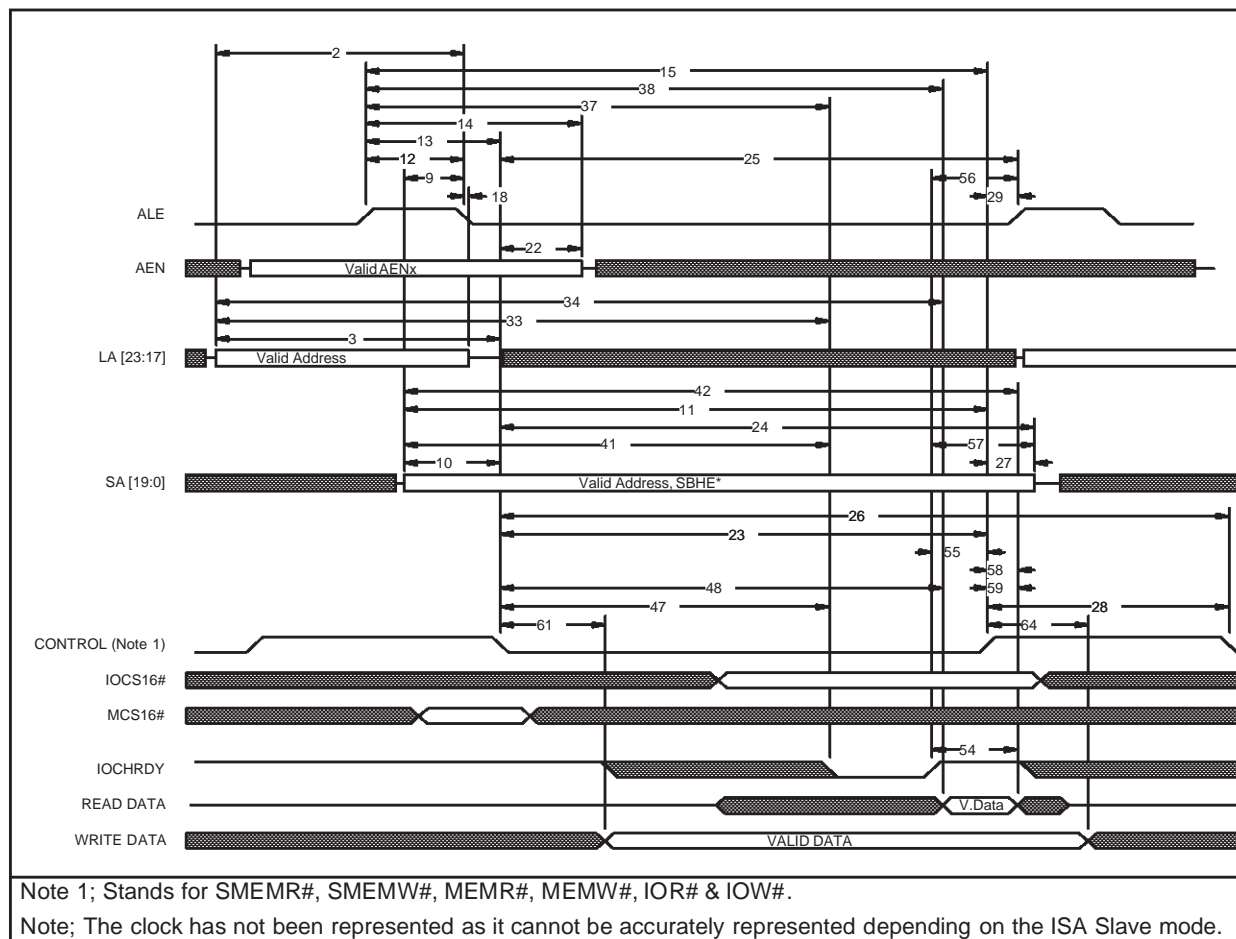 2
15
38
37
14
13
12
25
9
56
18
29
ALE
22
AEN
Valid AENx
34
33
3
LA [23:17]
Valid Address
42
11
24
41
57
10
27
SA [19:0]
Valid Address, SBHE*
26
23
55
58
48
59
47
28
61
64
CONTROL (Note 1)
IOCS16#
MCS16#
54
IOCHRDY
READ DATA
V.Data
WRITE DATA
VALID DATA
Note 1; Stands for SMEMR#, SMEMW#, MEMR#, MEMW#, IOR# & IOW#.
Note; The clock has not been represented as it cannot be accurately represented depending on the ISA Slave mode.